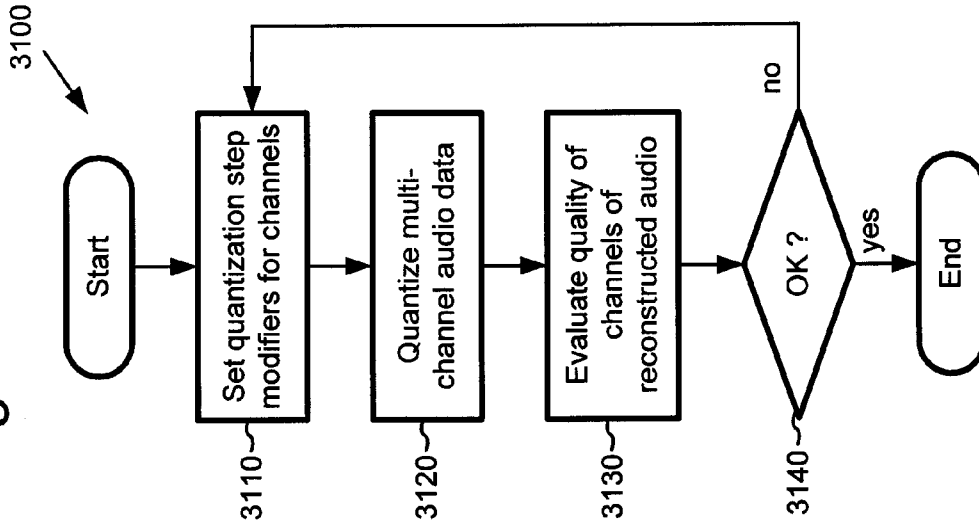 3100
Start
Set quantization step
modifiers for channels
3110
Quantize multi-
channel audio data
3120
Evaluate quality of
channels of
reconstructed audio
3130
OK ?
no
3140
yes
End